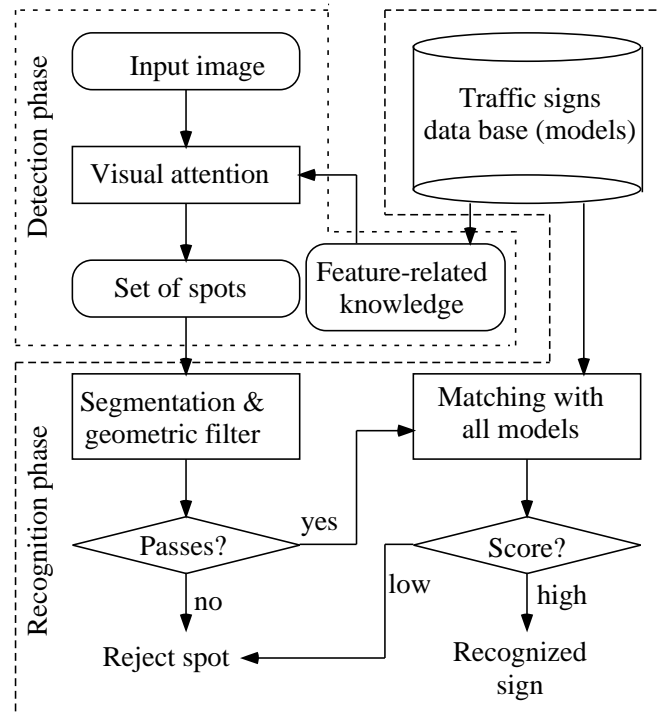 Detection phase
Input image
Traffic signs
data base (models)
Visual attention
Set of spots
Feature-related
knowledge
Recognition phase
Segmentation &
geometric filter
Matching with
all models
yes
Passes?
Score?
no
low
high
Reject spot
Recognized
sign